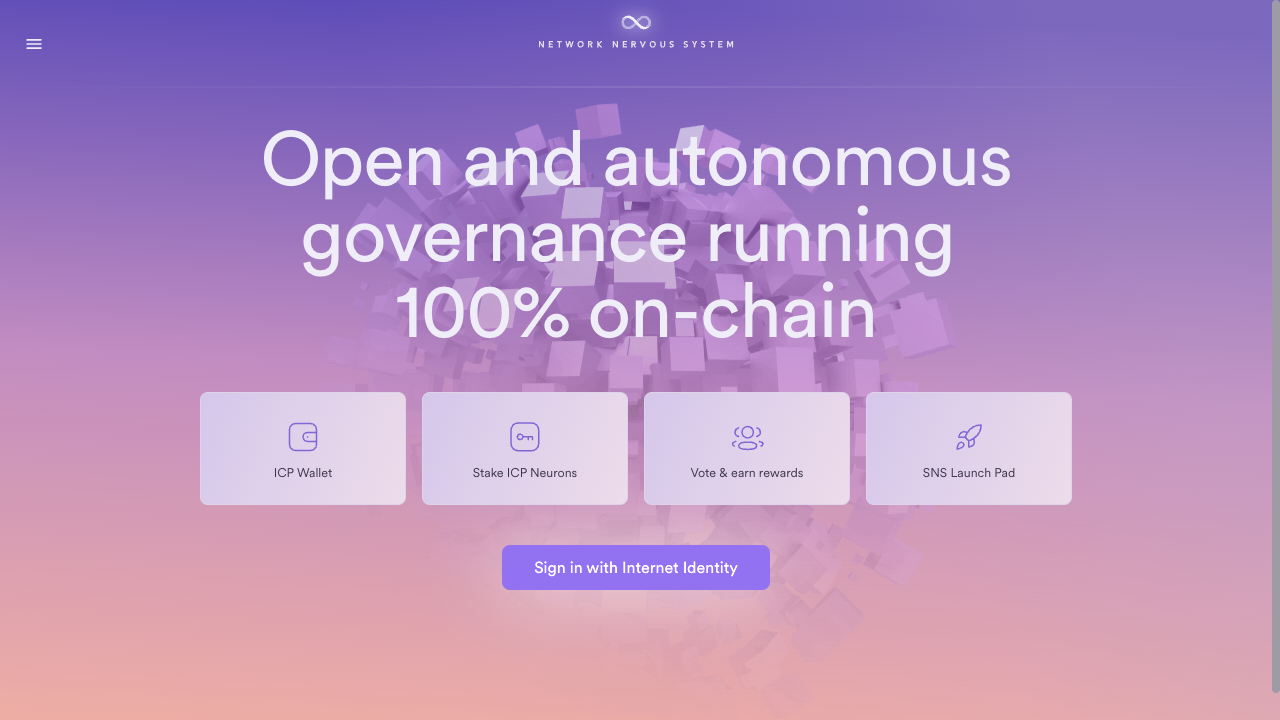 NETWORK NERVOUS SYSTEM
Open and autonomous
governance running
100% on-chain
ICP Wallet
Stake ICP Neurons
Vote & earn rewards
SNS Launch Pad
Sign in with Internet Identity